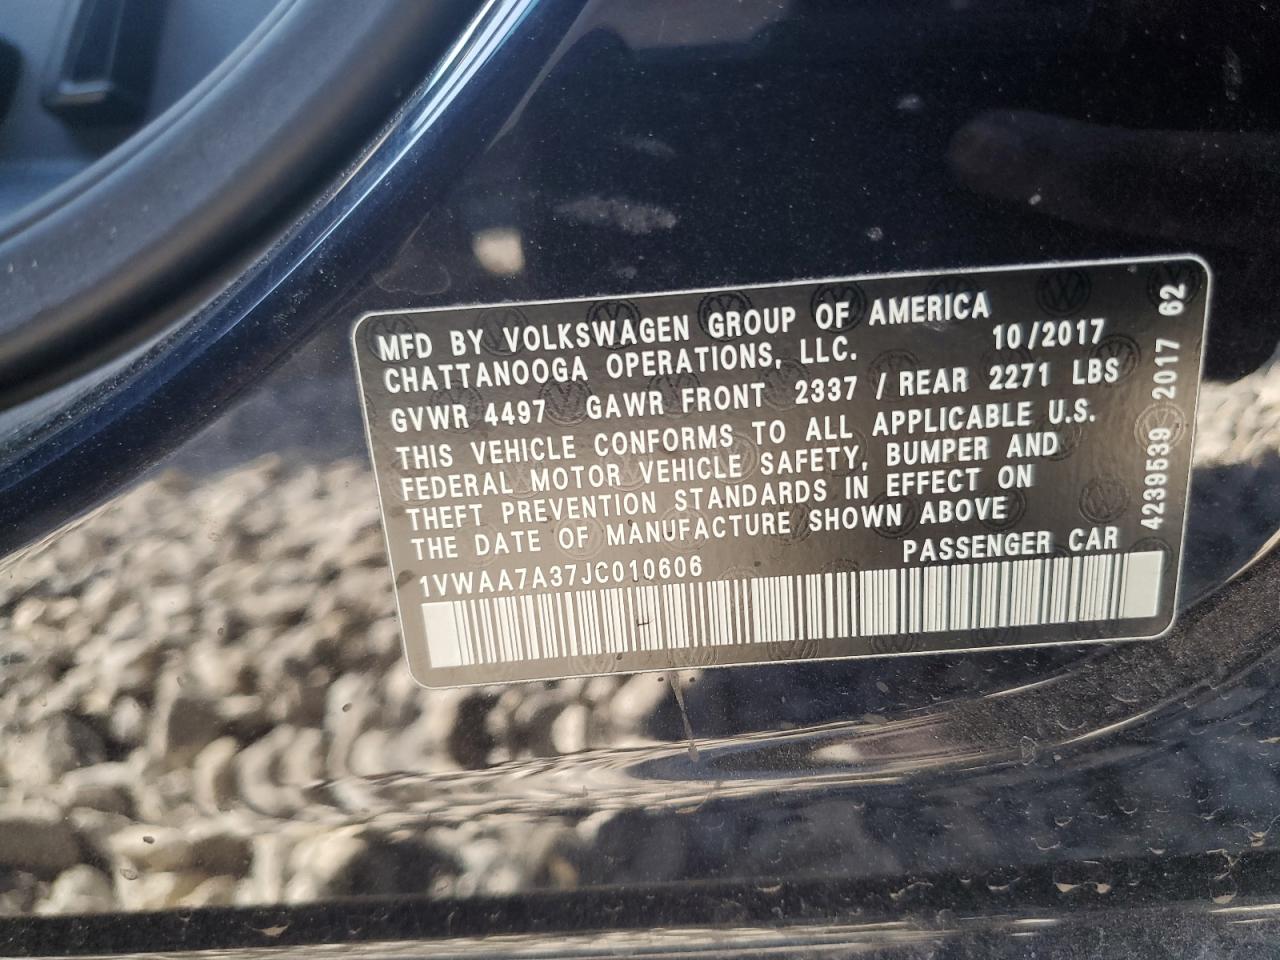 MFD BY VOLKSWAGEN GROUP OF AMERICA
CHATTANOOGA OPERATIONS, LLC. 10/2017
GVWR 4497 GAWR FRONT 2337 / REAR 2271 LBS
THIS VEHICLE CONFORMS TO ALL APPLICABLE U.S.
FEDERAL MOTOR VEHICLE SAFETY, BUMPER AND
THEFT PREVENTION STANDARDS IN EFFECT ON
THE DATE OF MANUFACTURE SHOWN ABOVE
PASSENGER CAR
1VWAA7A37JC010606
4239539 2017 62